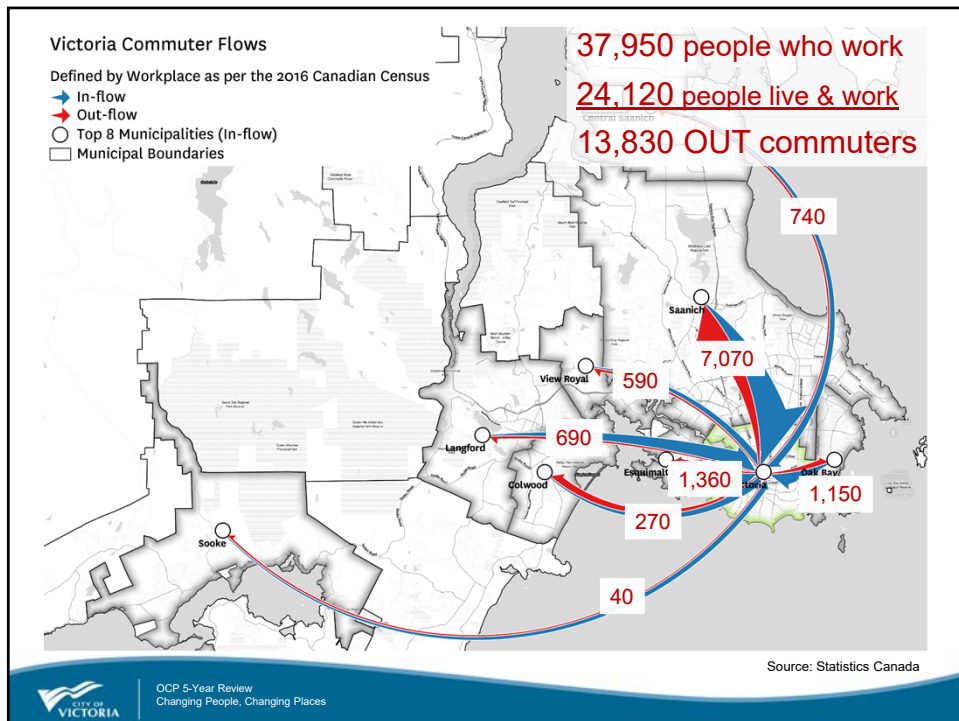 Victoria Commuter Flows
Defined by Workplace as per the 2016 Canadian Census
In-flow
Out-flow
Top 8 Municipalities (In-flow)
Municipal Boundaries
37,950 people who work
24,120 people live & work
Central Saanich
13,830 OUT commuters
740
Saanich
7,070
View Royal
590
Langford
690
Esquimalt
1,360
ctoria
Oak Bay
1,150
Colwood
270
Sooke
40
Source: Statistics Canada
CITY OF
VICTORIA
OCP 5-Year Review
Changing People, Changing Places